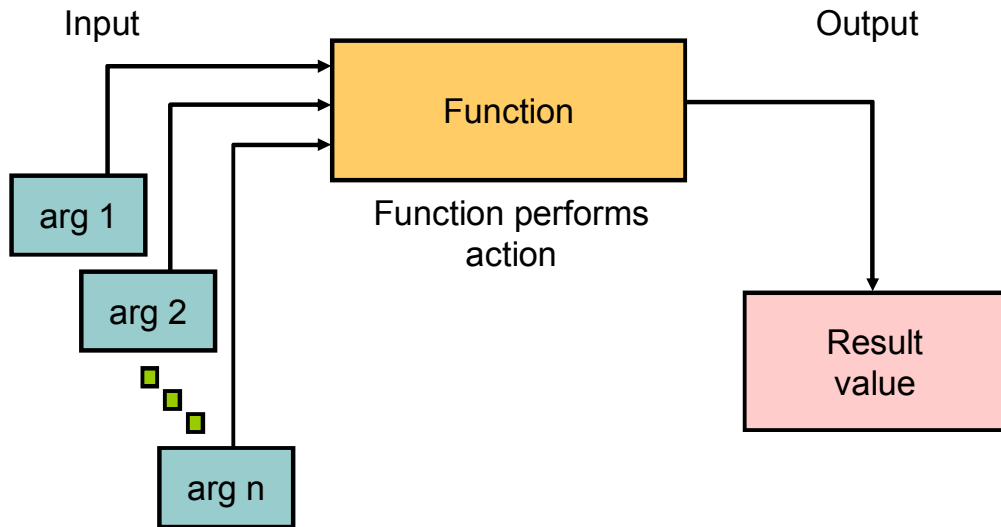 Input
Output
Function
arg 1
Function performs
action
arg 2
Result
value
arg n